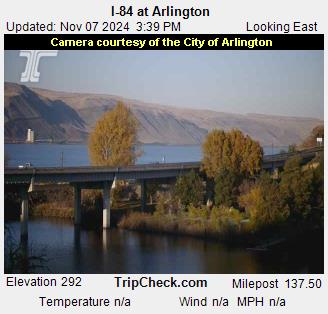 I-84 at Arlington
Updated: Nov 07 2024 3:39 PM Looking East
Camera courtesy of the City of Arlington
Elevation 292 TripCheck.com Milepost 137.50
Temperature n/a Wind n/a MPH n/a